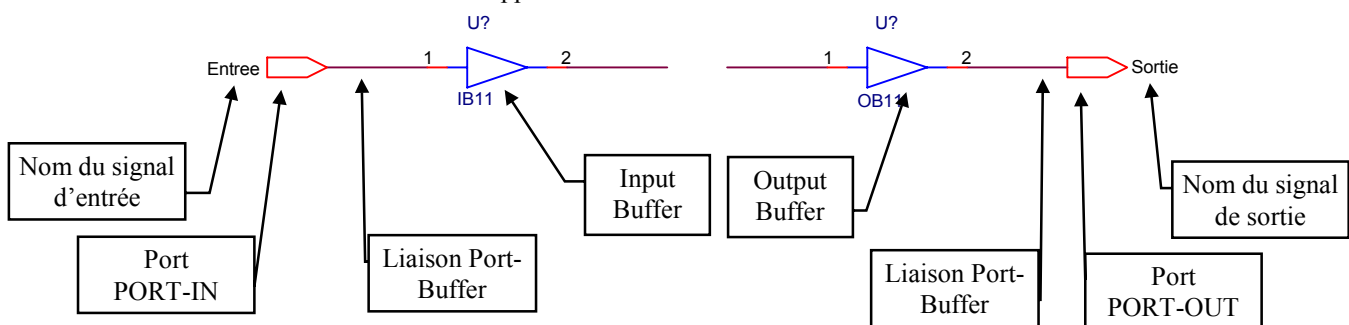 U?
U?
Entree
1
2
1
2
Sortie
IB11
OB11
Nom du signal
d'entrée
Input
Buffer
Output
Buffer
Nom du signal
de sortie
Port
PORT-IN
Liaison Port-
Buffer
Liaison Port-
Buffer
Port
PORT-OUT